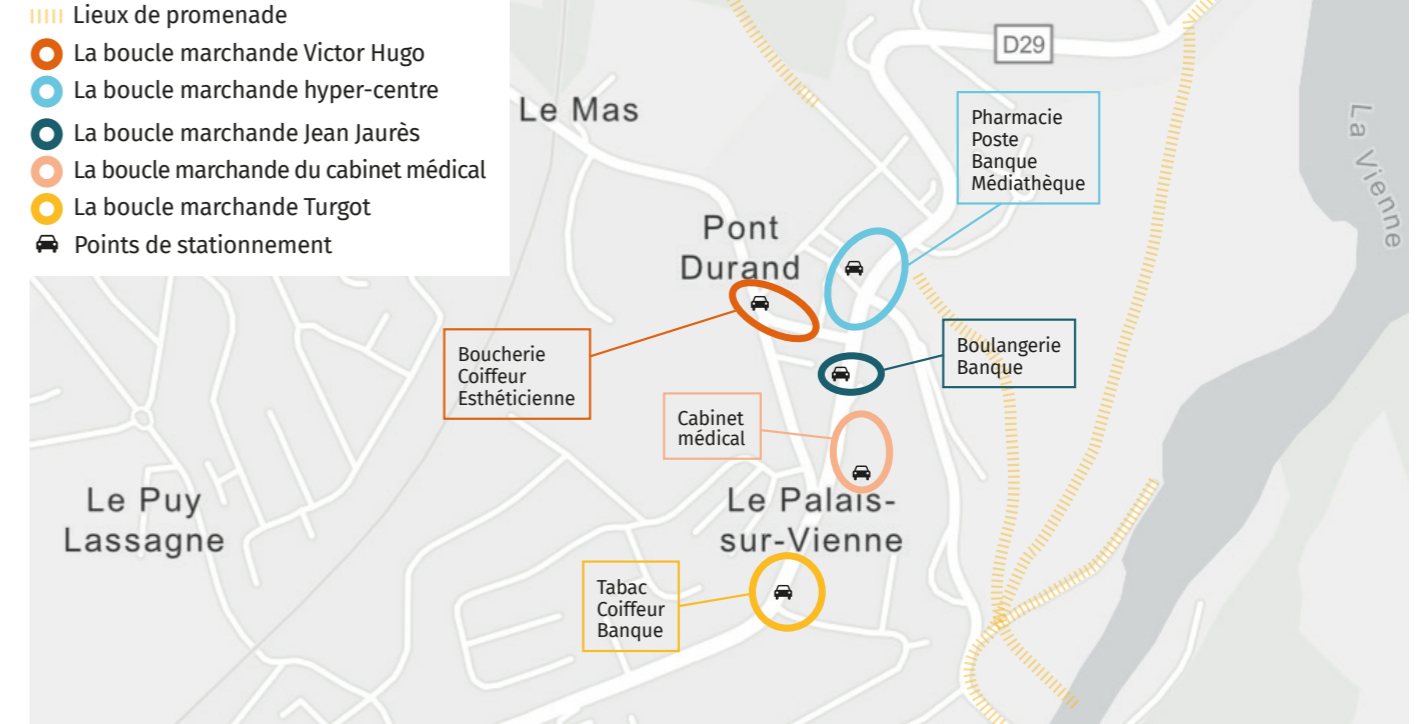 Lieux de promenade
La boucle marchande Victor Hugo
La boucle marchande hyper-centre
La boucle marchande Jean Jaurès
La boucle marchande du cabinet médical
La boucle marchande Turgot
Points de stationnement
D29
Le Mas
La Vienne
Pharmacie
Poste
Banque
Médiathèque
Pont
Durand
Boucherie
Coiffeur
Esthéticienne
Boulangerie
Banque
Cabinet
médical
Le Puy
Lassagne
Le Palais-
sur-Vienne
Tabac
Coiffeur
Banque